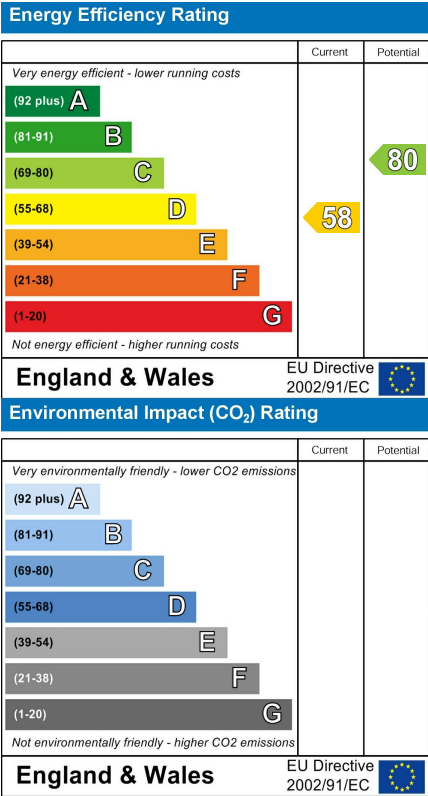 Energy Efficiency Rating
Current Potential
Very energy efficient - lower running costs
(92 plus) A
(81-91) B
(69-80) C
80
(55-68) D
58
(39-54) E
(21-38) F
(1-20) G
Not energy efficient - higher running costs
England & Wales
EU Directive
2002/91/EC
Environmental Impact (CO₂) Rating
Current Potential
Very environmentally friendly - lower CO2 emissions
(92 plus) A
(81-91) B
(69-80) C
(55-68) D
(39-54) E
(21-38) F
(1-20) G
Not environmentally friendly - higher CO2 emissions
England & Wales
EU Directive
2002/91/EC